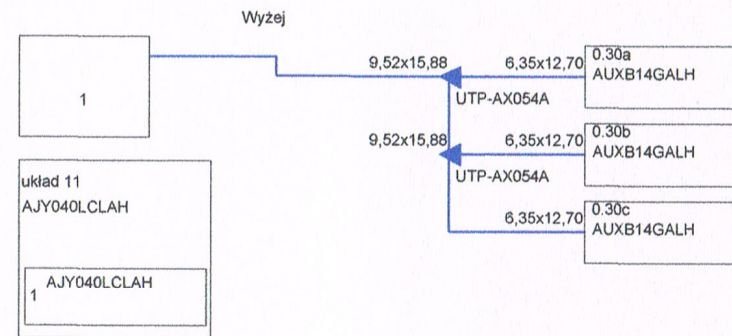 Wyżej
1
9,52x15,88
6,35x12,70
0.30a
AUXB14GALH
UTP-AX054A
9,52x15,88
6,35x12,70
0.30b
AUXB14GALH
UTP-AX054A
6,35x12,70
0.30c
AUXB14GALH
układ 11
AJY040LCLAH
AJY040LCLAH
1